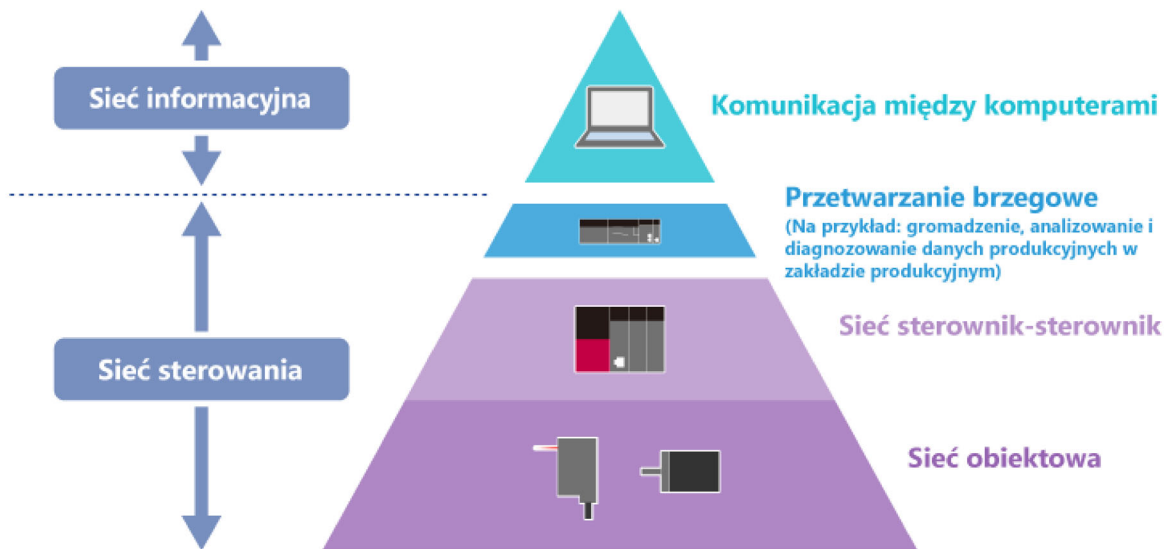 Sieć informacyjna
Komunikacja między komputerami
Przetwarzanie brzegowe
(Na przykład: gromadzenie, analizowanie i
diagnozowanie danych produkcyjnych w
zakładzie produkcyjnym)
Sieć sterownik-sterownik
Sieć sterowania
Sieć obiektowa